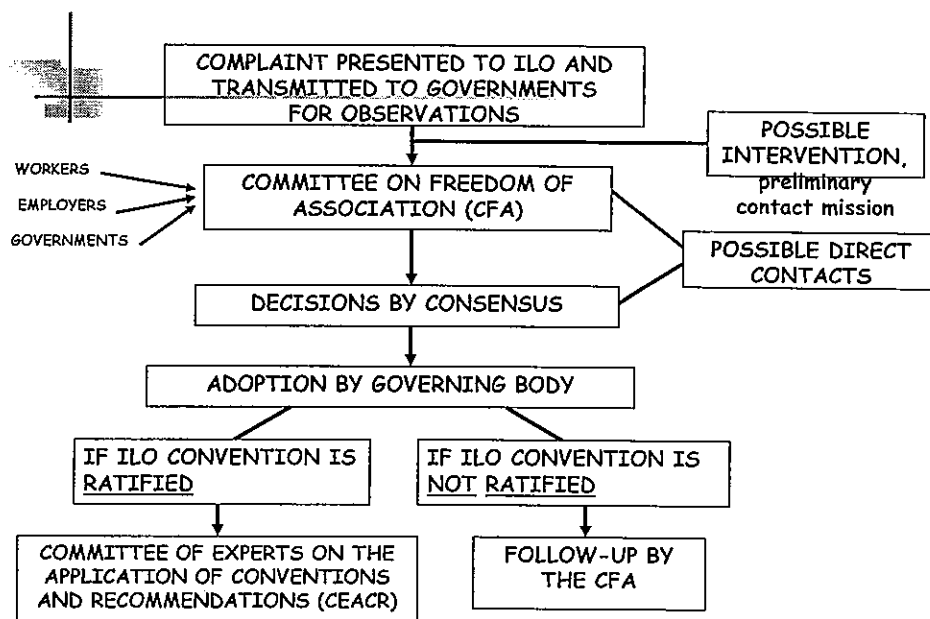 COMPLAINT PRESENTED TO ILO AND
TRANSMITTED TO GOVERNMENTS
FOR OBSERVATIONS
POSSIBLE
INTERVENTION,
preliminary
contact mission
WORKERS
EMPLOYERS
GOVERNMENTS
COMMITTEE ON FREEDOM OF
ASSOCIATION (CFA)
POSSIBLE DIRECT
CONTACTS
DECISIONS BY CONSENSUS
ADOPTION BY GOVERNING BODY
IF ILO CONVENTION IS
RATIFIED
IF ILO CONVENTION IS
NOT RATIFIED
COMMITTEE OF EXPERTS ON THE
APPLICATION OF CONVENTIONS
AND RECOMMENDATIONS (CEACR)
FOLLOW-UP BY
THE CFA